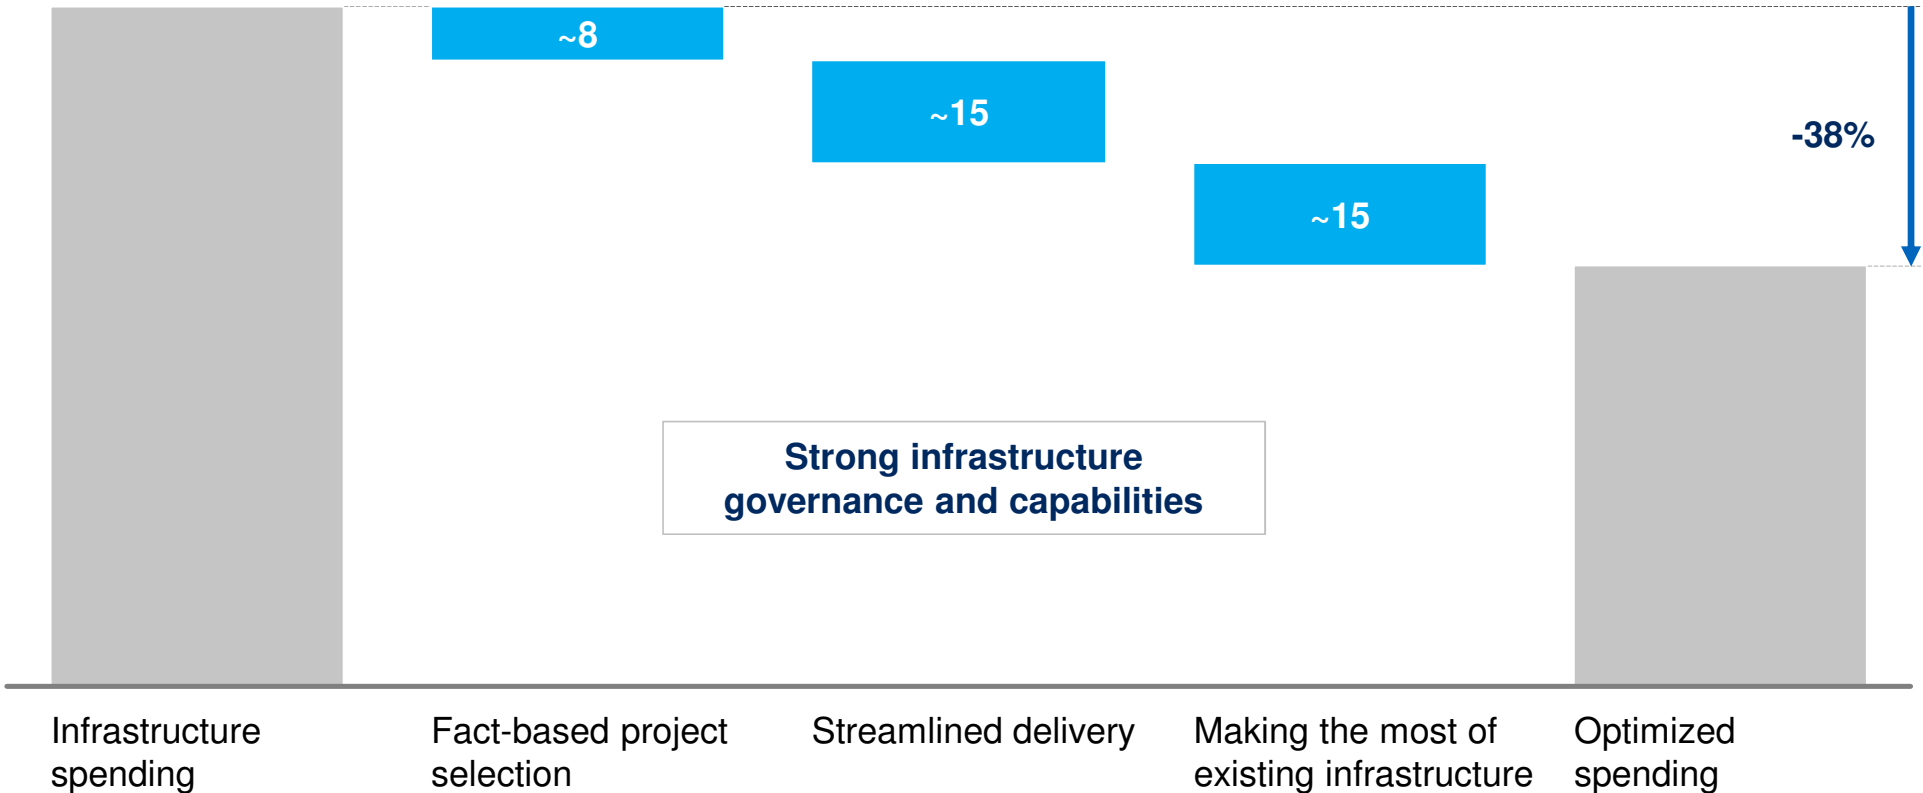 ~8
~15
~15
-38%
Strong infrastructure
governance and capabilities
Infrastructure
spending
Fact-based project
selection
Streamlined delivery
Making the most of
existing infrastructure
Optimized
spending